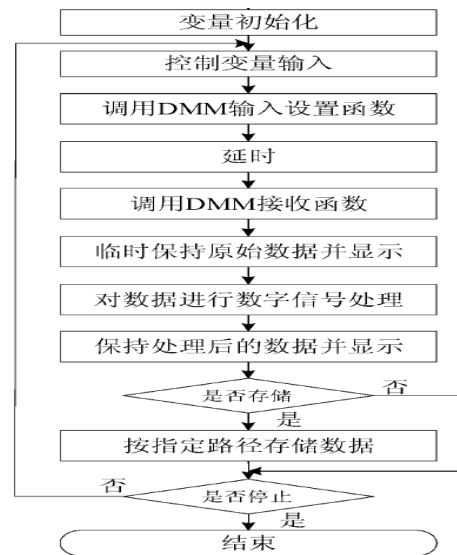 变量初始化
控制变量输入
调用DMM输入设置函数
延时
调用DMM接收函数
临时保持原始数据并显示
对数据进行数字信号处理
保持处理后的数据并显示
是否存储
否
是
按指定路径存储数据
否
是否停止
是
结束